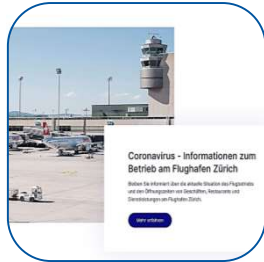 Coronavirus - Informationen zum
Betrieb am Flughafen Zürich
Bleiben Sie informiert über die aktuelle Situation des Flugbetriebs
und den Öffnungszeiten von Geschäften, Restaurants und
Dienstleistungen am Flughafen Zürich.
Mehr erfahren